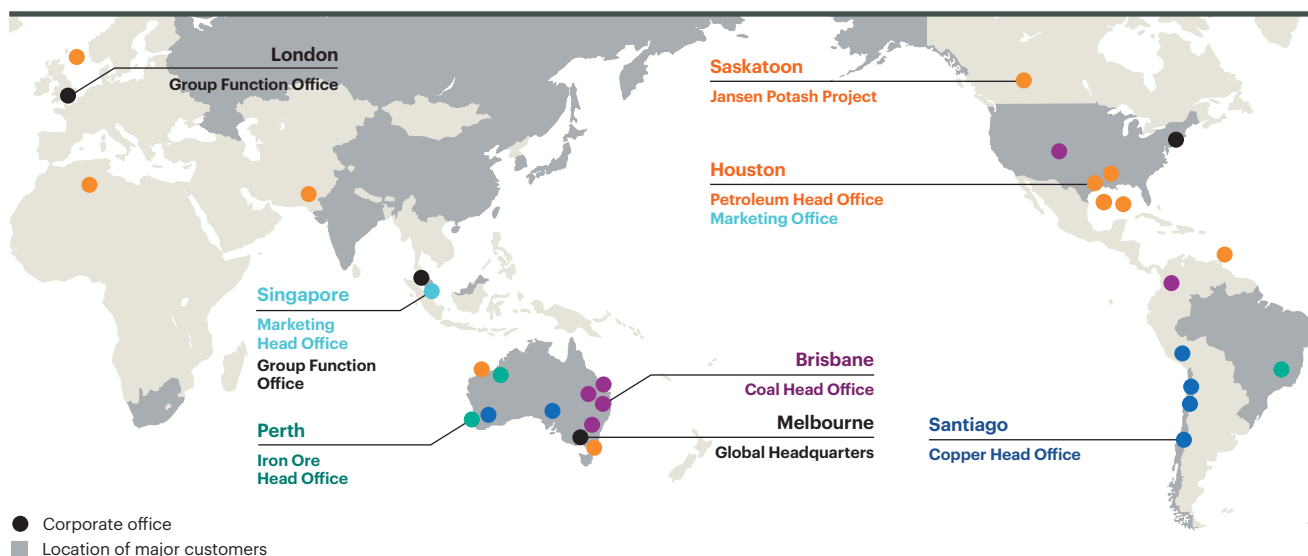 London
Group Function Office
Saskatoon
Jansen Potash Project
Houston
Petroleum Head Office
Marketing Office
Singapore
Marketing
Head Office
Group Function
Office
Brisbane
Coal Head Office
Melbourne
Global Headquarters
Perth
Iron Ore
Head Office
Santiago
Copper Head Office
Corporate office
Location of major customers